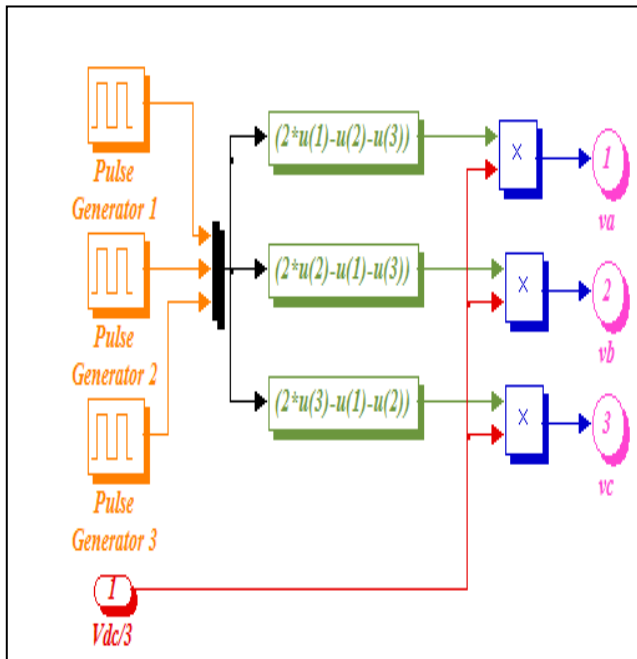 Pulse
Generator 1
Pulse
Generator 2
Pulse
Generator 3
1
Vdc/3
(2*u(1)-u(2)-u(3))
(2*u(2)-u(1)-u(3))
(2*u(3)-u(1)-u(2))
×
×
×
1
va
2
vb
3
vc